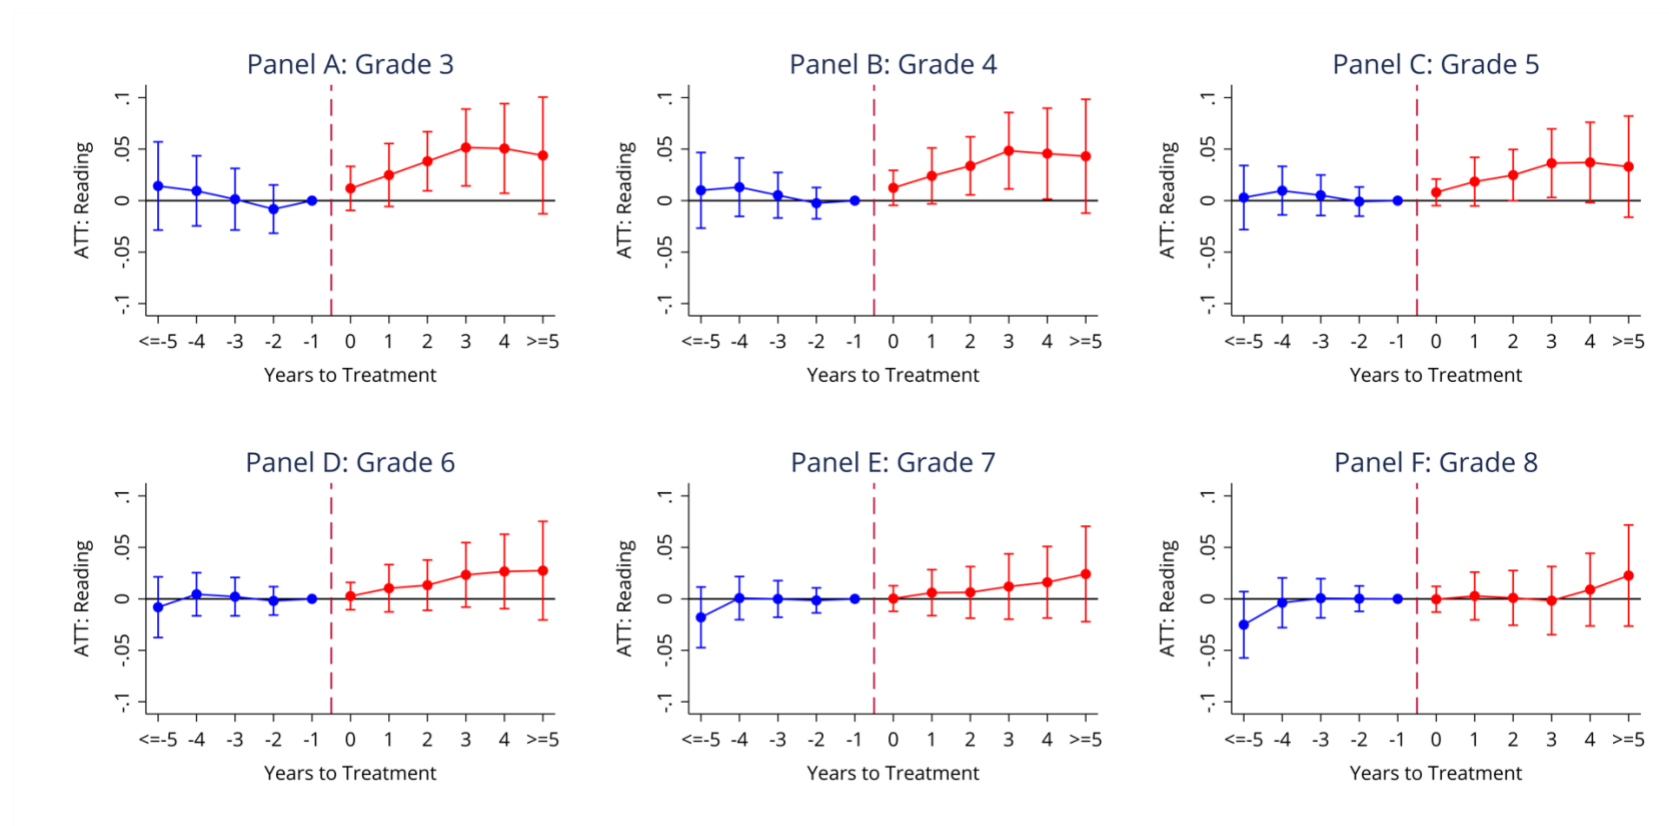 Panel A: Grade 3
ATT: Reading
.1
.05
0
-.05
-.1
<=-5 -4 -3 -2 -1 0 1 2 3 4 >=5
Years to Treatment
Panel B: Grade 4
ATT: Reading
.1
.05
0
-.05
-.1
<=-5 -4 -3 -2 -1 0 1 2 3 4 >=5
Years to Treatment
Panel C: Grade 5
ATT: Reading
.1
.05
0
-.05
-.1
<=-5 -4 -3 -2 -1 0 1 2 3 4 >=5
Years to Treatment
Panel D: Grade 6
ATT: Reading
.1
.05
0
-.05
-.1
<=-5 -4 -3 -2 -1 0 1 2 3 4 >=5
Years to Treatment
Panel E: Grade 7
ATT: Reading
.1
.05
0
-.05
-.1
<=-5 -4 -3 -2 -1 0 1 2 3 4 >=5
Years to Treatment
Panel F: Grade 8
ATT: Reading
.1
.05
0
-.05
-.1
<=-5 -4 -3 -2 -1 0 1 2 3 4 >=5
Years to Treatment